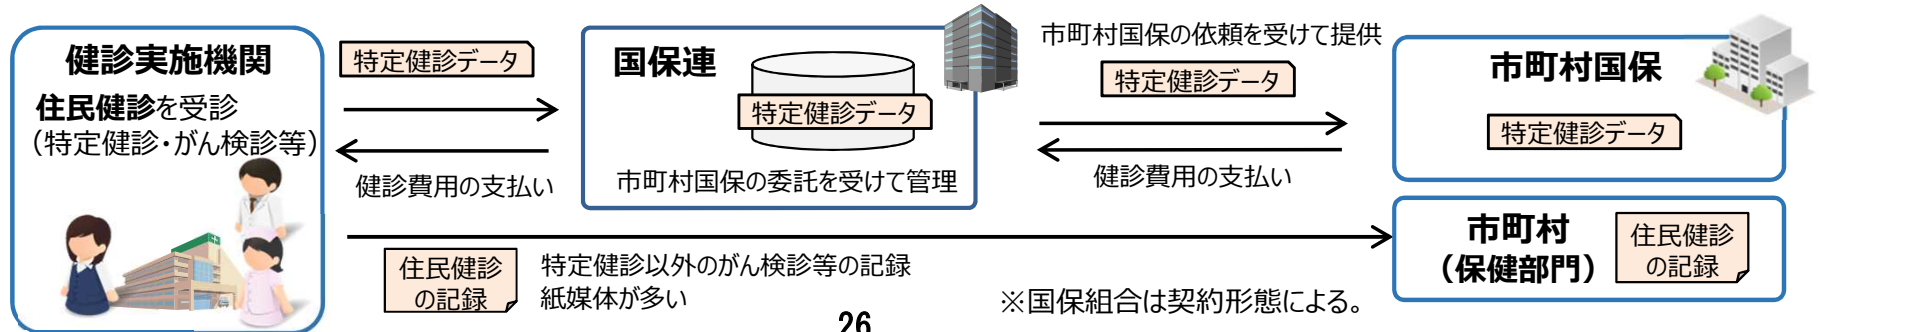 健診実施機関
住民健診を受診
（特定健診・がん検診等）
特定健診データ
健診費用の支払い
国保連
特定健診データ
市町村国保の委託を受けて管理
市町村国保の依頼を受けて提供
特定健診データ
健診費用の支払い
市町村国保
特定健診データ
住民健診
の記録
特定健診以外のがん検診等の記録
紙媒体が多い
※国保組合は契約形態による。
市町村
（保健部門）
住民健診
の記録
26